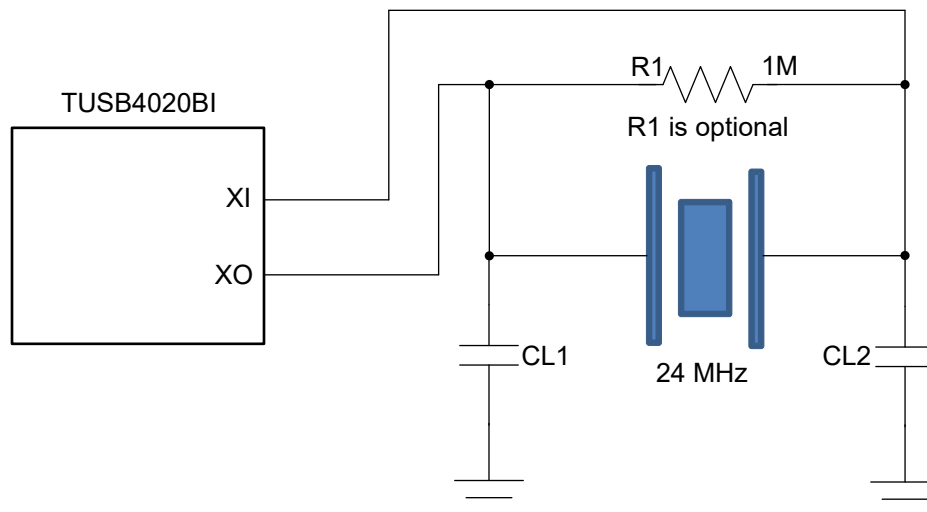 R1 1M
TUSB4020BI
R1 is optional
XI
XO
CL1 CL2
24 MHz